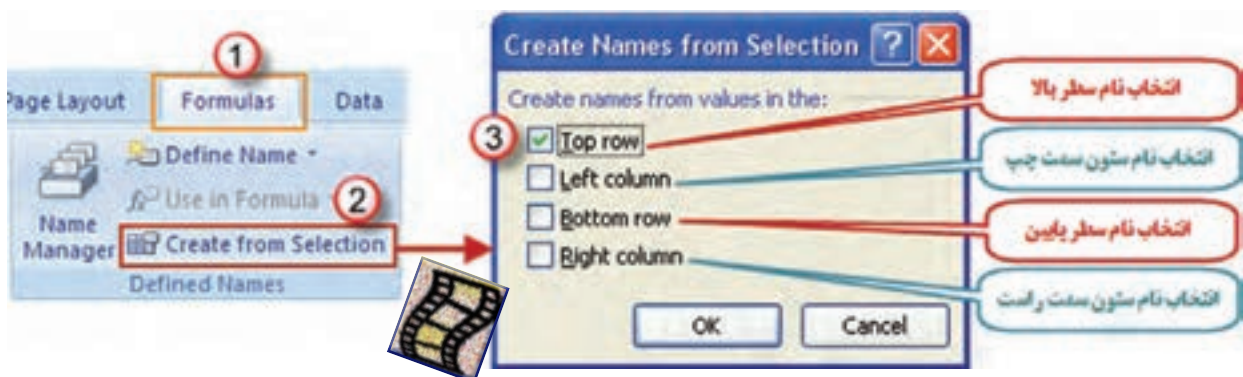 1
Page Layout Formulas Data
Define Name
Use in Formula
2
Create from Selection
Name
Manager
Defined Names
Create Names from Selection ?
Create names from values in the:
3
Top row
Left column
Bottom row
Right column
OK Cancel
انتخاب نام سطر بالا
انتخاب نام ستون سمت چپ
انتخاب نام سطر پایین
انتخاب نام ستون سمت راست